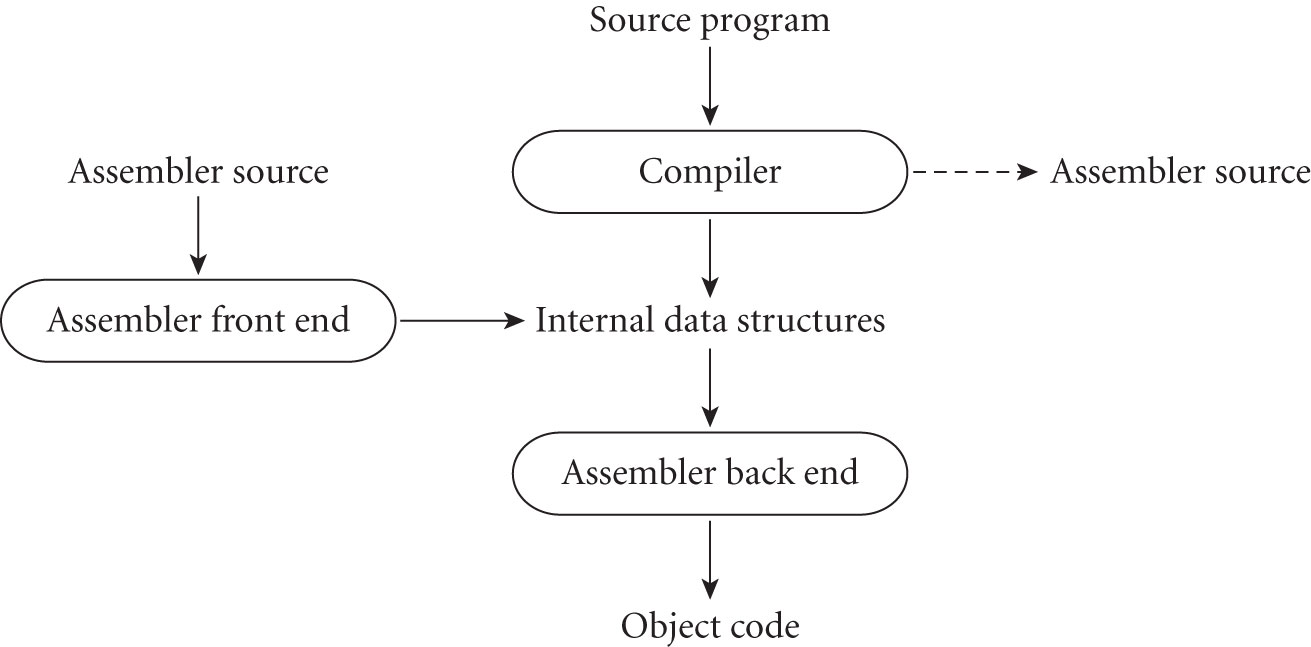 Source program
Assembler source
Compiler
Assembler source
Assembler front end
Internal data structures
Assembler back end
Object code